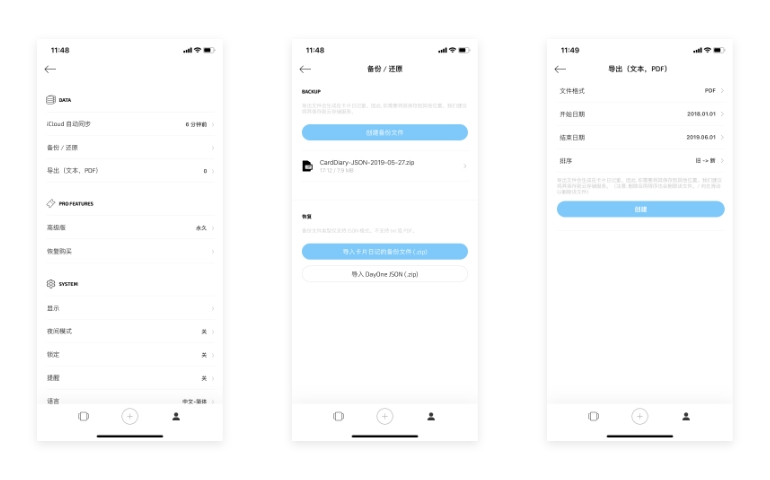 11:48
DATA
iCloud 自动同步 6 分钟前
备份 / 还原
导出（文本，PDF） 0
PRO FEATURES
高级版 永久
恢复购买
SYSTEM
显示
夜间模式 关
锁定 关
提醒 关
语言 中文-简体
11:48
备份 / 还原
BACKUP
创建备份文件
CardDiary-JSON-2019-05-27.zip
恢复
导入卡片日记的备份文件 (.zip)
导入 DayOne JSON (.zip)
11:49
导出（文本，PDF）
文件格式 PDF
开始日期 2018.01.01
结束日期 2019.06.01
排序 旧 -> 新
创建